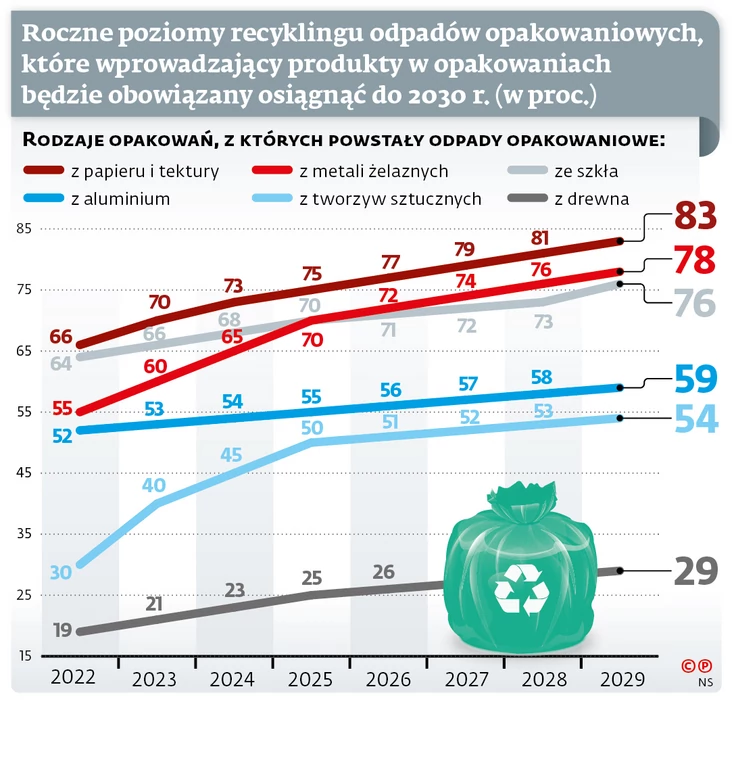 Roczne poziomy recyklingu odpadów opakowaniowych,
które wprowadzający produkty w opakowaniach
będzie obowiązany osiągnąć do 2030 r. (w proc.)
RODZAJE OPAKOWAŃ, Z KTÓRYCH POWSTAŁY ODPADY OPAKOWANIOWE:
z papieru i tektury z metali żelaznych ze szkła
z aluminium z tworzyw sztucznych z drewna
85
75
65
55
45
35
25
15
66 70 73 75 77 79 81 83
55 60 65 70 72 74 76 78
64 66 68 70 71 72 73 76
52 53 54 55 56 57 58 59
30 40 45 50 51 52 53 54
19 21 23 25 26 29
2022 2023 2024 2025 2026 2027 2028 2029
©℗
NS